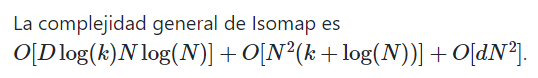 La complejidad general de Isomap es
O[D log(k)N log(N)] + O[N²(k + log(N))] + O[dN²].